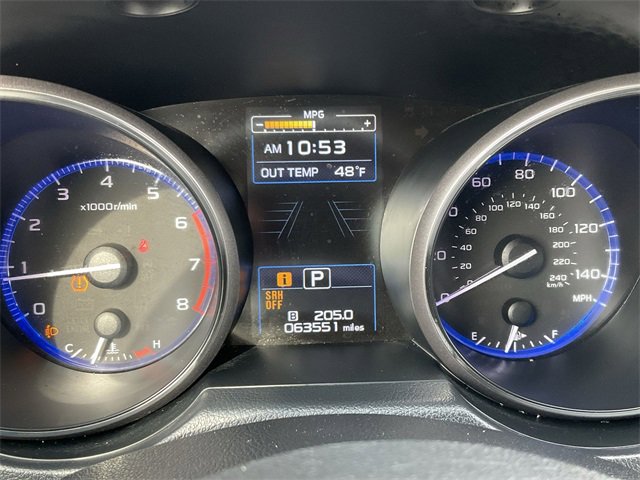 MPG
- +
AM 10:53
OUT TEMP 48°F
0 1 2 3 4 5 6 7 8
x1000r/min
C H
i P
SRH
OFF
B 205.0
063551 miles
0 60 80 100 120 140
0 20 40 60 80 100 120 140 160 180 200 220 240
km/h
MPH
E F